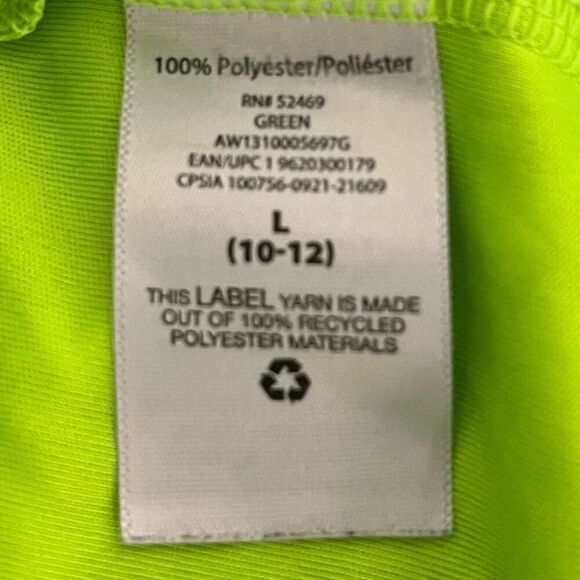 100% Polyester/Poliéster
RN# 52469
GREEN
AW1310005697G
EAN/UPC 1 9620300179
CPSIA 100756-0921-21609
L
(10-12)
THIS LABEL YARN IS MADE
OUT OF 100% RECYCLED
POLYESTER MATERIALS